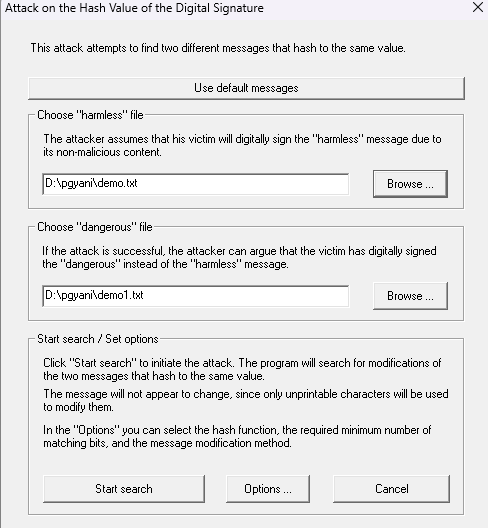 Attack on the Hash Value of the Digital Signature
This attack attempts to find two different messages that hash to the same value.
Use default messages
Choose "harmless" file
The attacker assumes that his victim will digitally sign the "harmless" message due to
its non-malicious content.
D:\pgyani\demo.txt
Browse ...
Choose "dangerous" file
If the attack is successful, the attacker can argue that the victim has digitally signed
the "dangerous" instead of the "harmless" message.
D:\pgyani\demo1.txt
Browse ...
Start search / Set options
Click "Start search" to initiate the attack. The program will search for modifications of
the two messages that hash to the same value.
The message will not appear to change, since only unprintable characters will be used
to modify them.
In the "Options" you can select the hash function, the required minimum number of
matching bits, and the message modification method.
Start search
Options ...
Cancel